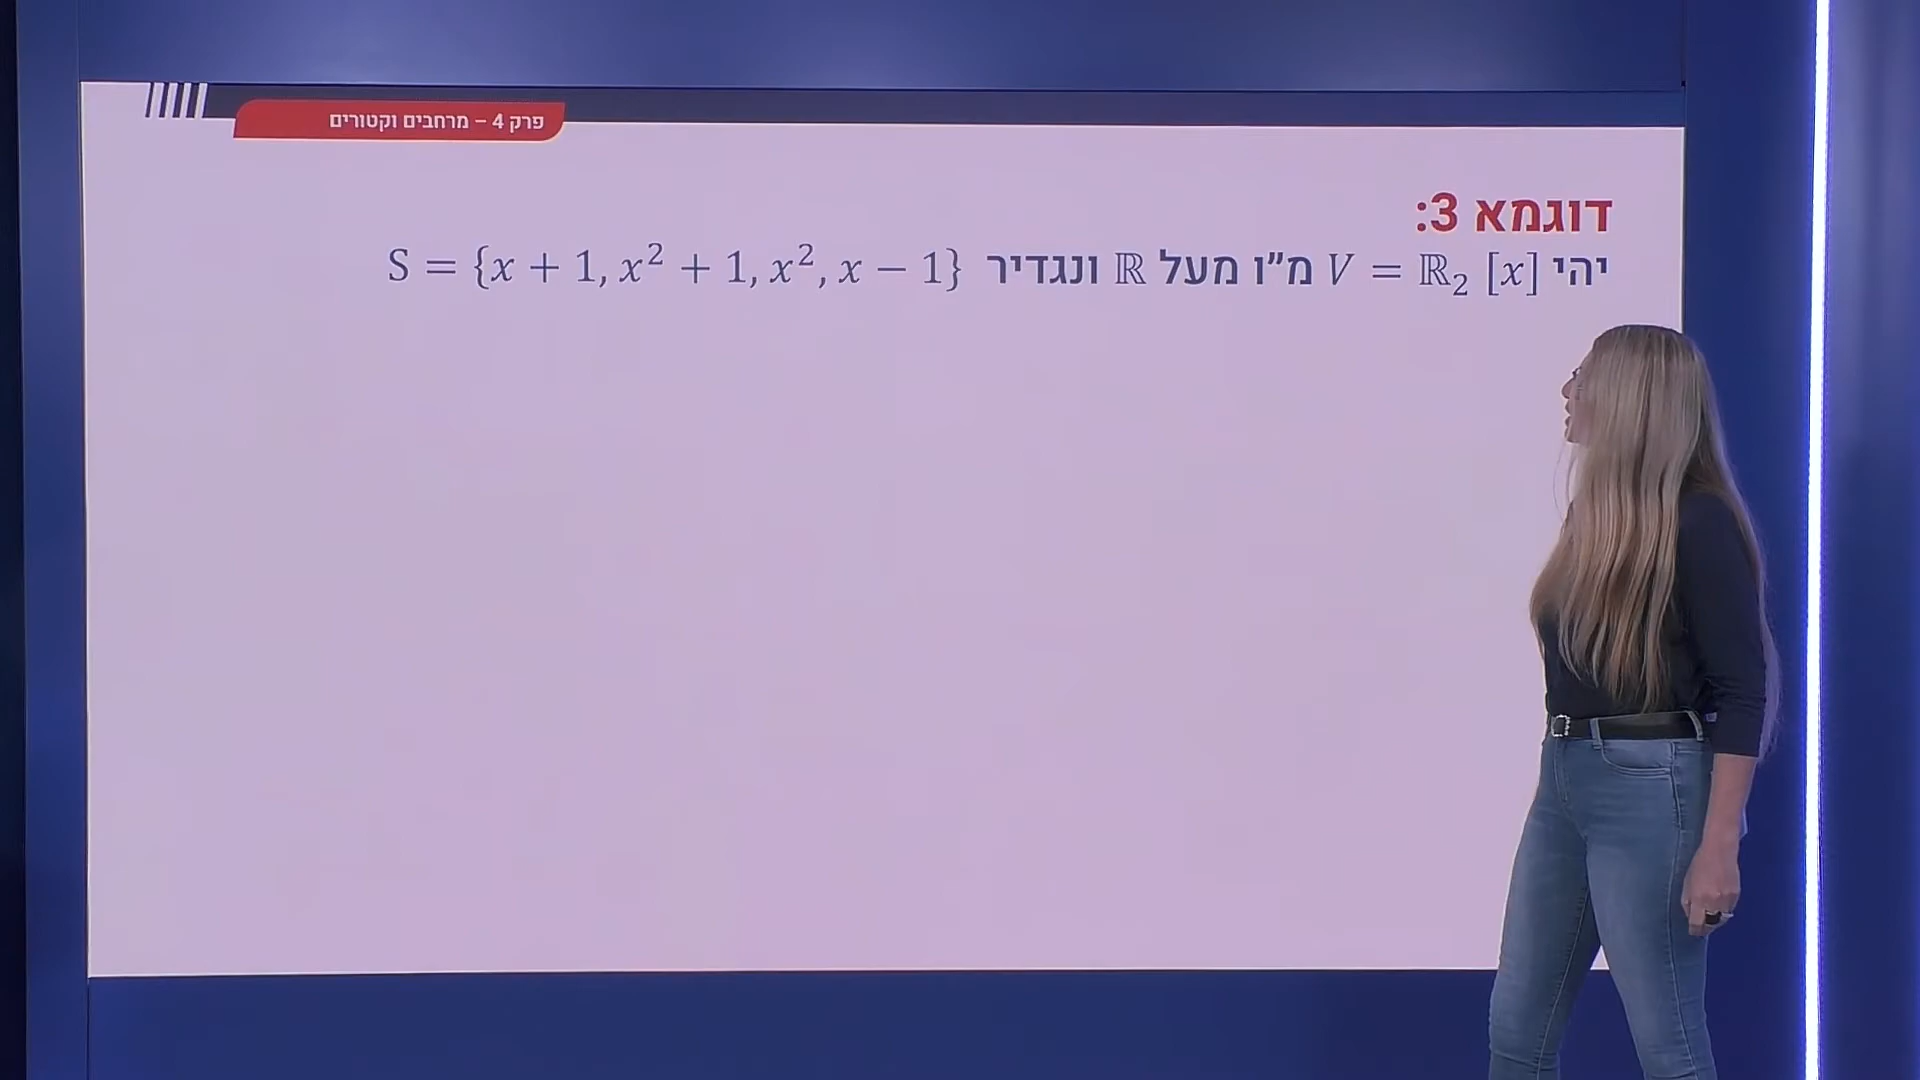 פרק 4 – מרחבים וקטורים
דוגמא 3:
יהי V = ℝ₂ [x] מ"ו מעל ℝ ונגדיר S = {x + 1, x² + 1, x², x − 1}